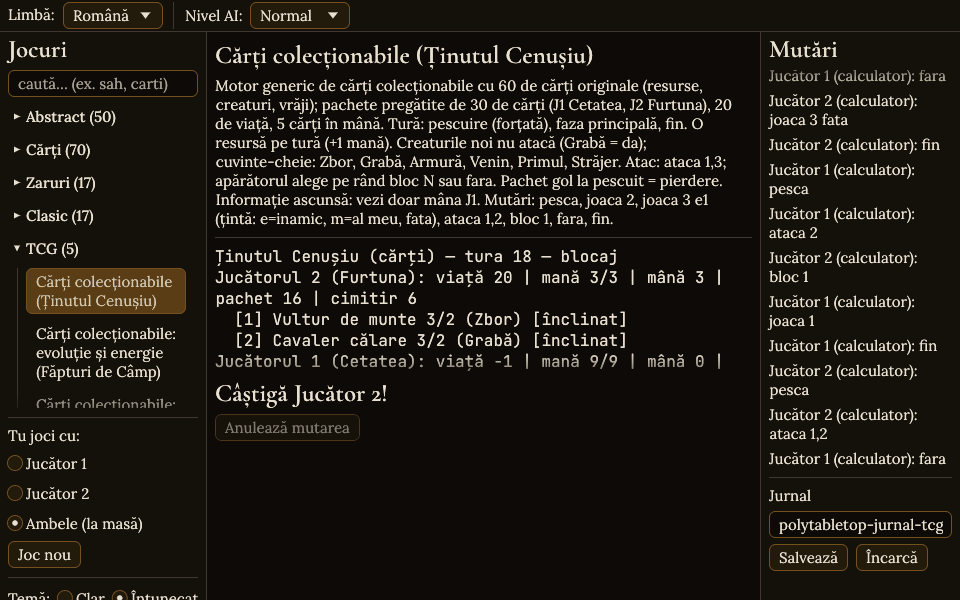 Limbă:
Română
Nivel AI:
Normal
Jocuri
caută... (ex. sah, carti)
Abstract (50)
Cărți (70)
Zaruri (17)
Clasic (17)
TCG (5)
Cărți colecționabile
(Ținutul Cenușiu)
Cărți colecționabile:
evoluție și energie
(Făpturi de Câmp)
Cărți colecționabile:
Tu joci cu:
Jucător 1
Jucător 2
Ambele (la masă)
Joc nou
Temă:
Clar
Întunecat
Cărți colecționabile (Ținutul Cenușiu)
Motor generic de cărți colecționabile cu 60 de cărți originale (resurse,
creaturi, vrăji); pachete pregătite de 30 de cărți (J1 Cetatea, J2 Furtuna), 20
de viață, 5 cărți în mână. Tură: pescuire (forțată), faza principală, fin. O
resursă pe tură (+1 mană). Creaturile noi nu atacă (Grabă = da);
cuvinte-cheie: Zbor, Grabă, Armură, Venin, Primul, Străjer. Atac: ataca 1,3;
apărătorul alege pe rând bloc N sau fara. Pachet gol la pescuit = pierdere.
Informație ascunsă: vezi doar mâna J1. Mutări: pesca, joaca 2, joaca 3 e1
(țintă: e=inamic, m=al meu, fata), ataca 1,2, bloc 1, fara, fin.
Ținutul Cenușiu (cărți) — tura 18 — blocaj
Jucătorul 2 (Furtuna): viață 20 | mană 3/3 | mână 3 |
pachet 16 | cimitir 6
[1] Vultur de munte 3/2 (Zbor) [înclinat]
[2] Cavaler călare 3/2 (Grabă) [înclinat]
Jucătorul 1 (Cetatea): viață -1 | mană 9/9 | mână 0 |
Câștigă Jucător 2!
Anulează mutarea
Mutări
Jucător 1 (calculator): fara
Jucător 2 (calculator):
joaca 3 fata
Jucător 2 (calculator): fin
Jucător 1 (calculator):
pesca
Jucător 1 (calculator):
ataca 2
Jucător 2 (calculator):
bloc 1
Jucător 1 (calculator):
joaca 1
Jucător 1 (calculator): fin
Jucător 2 (calculator):
pesca
Jucător 2 (calculator):
ataca 1,2
Jucător 1 (calculator): fara
Jurnal
polytabletop-jurnal-tcg
Salvează
Încarcă